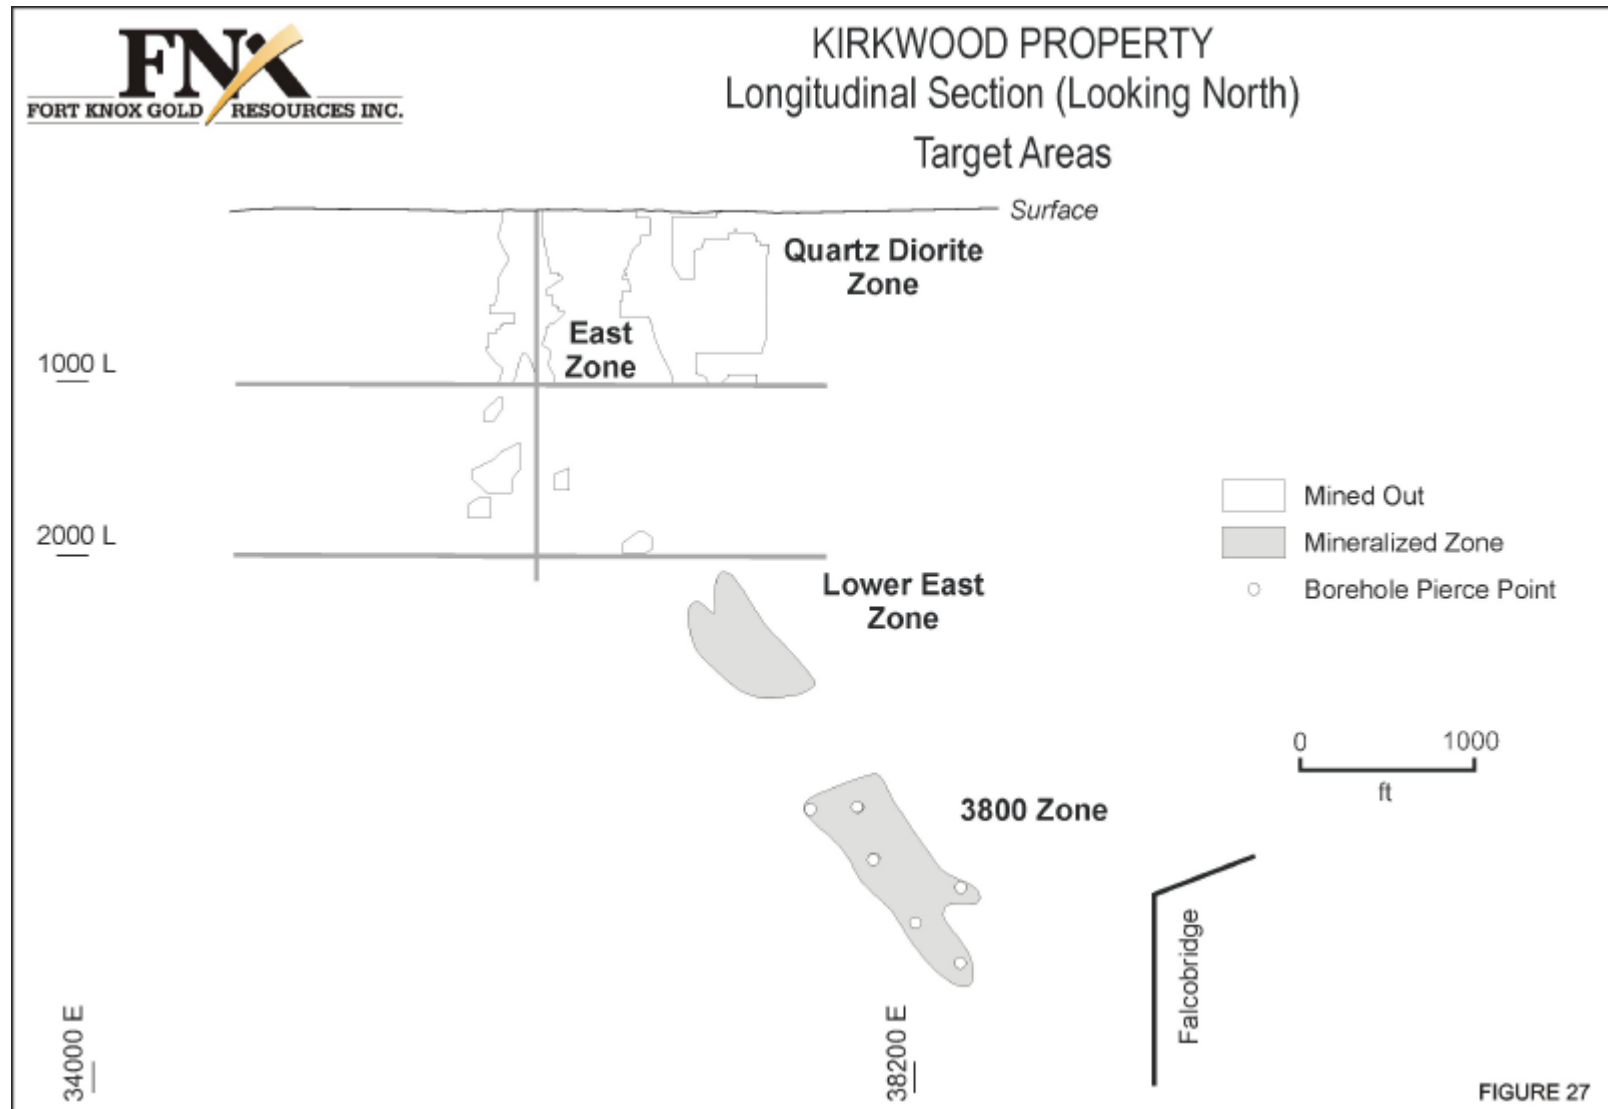 FNX
FORT KNOX GOLD RESOURCES INC.
KIRKWOOD PROPERTY
Longitudinal Section (Looking North)
Target Areas
Surface
Quartz Diorite
Zone
East
Zone
1000 L
2000 L
Lower East
Zone
Mined Out
Mineralized Zone
Borehole Pierce Point
0 1000
ft
3800 Zone
Falcobridge
34000 E
38200 E
FIGURE 27